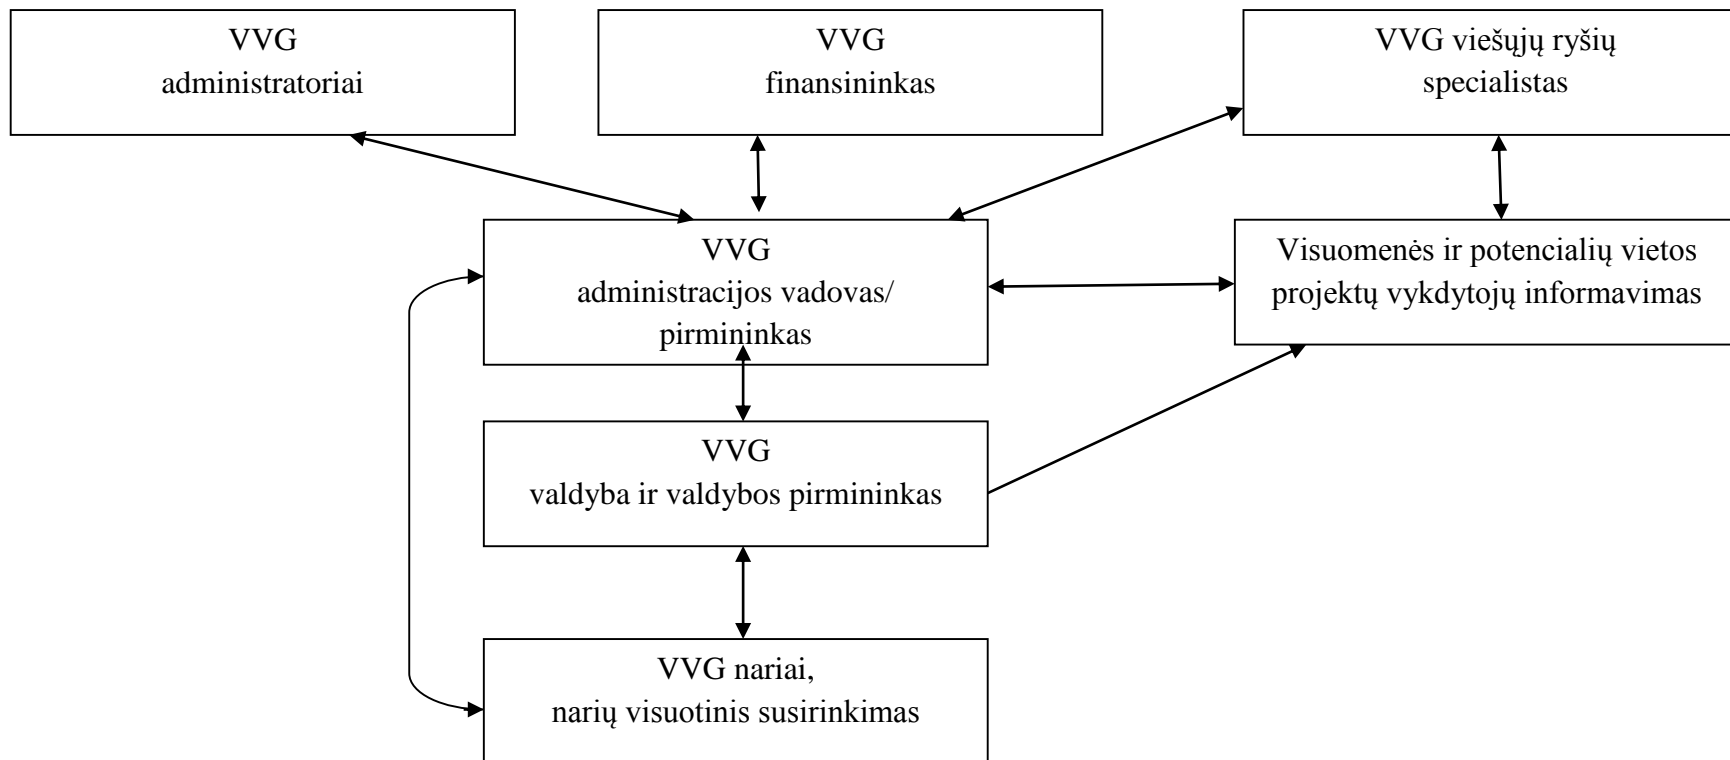 VVG
administratoriai
VVG
finansininkas
VVG viešųjų ryšių
specialistas
VVG
administracijos vadovas/
pirmininkas
Visuomenės ir potencialių vietos
projektų vykdytojų informavimas
VVG
valdyba ir valdybos pirmininkas
VVG nariai,
narių visuotinis susirinkimas